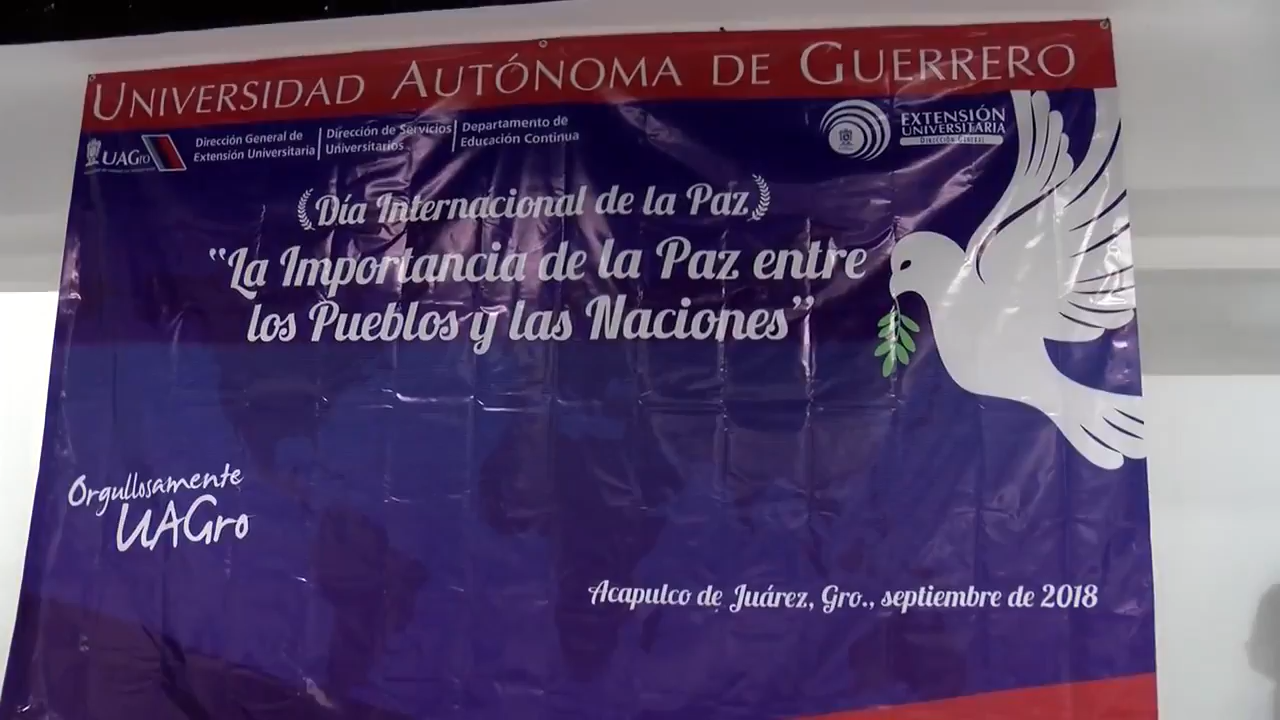 UNIVERSIDAD AUTÓNOMA DE GUERRERO
UAGro
Dirección General de
Extensión Universitaria
Dirección de Servicios
Universitarios
Departamento de
Educación Continua
EXTENSIÓN
UNIVERSITARIA
DIRECCIÓN GENERAL
Día Internacional de la Paz
“La Importancia de la Paz entre
los Pueblos y las Naciones”
Orgullosamente
UAGro
Acapulco de Juárez, Gro., septiembre de 2018